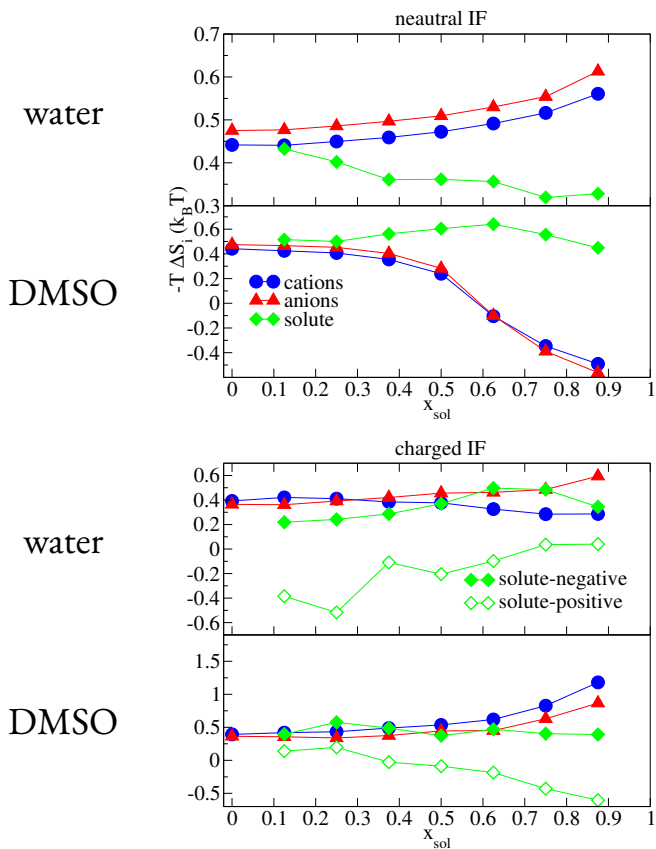 neautral IF
0.7
0.6
water
0.5
0.4
0.3
-T ΔS_i (k_BT)
0.6
0.4
DMSO
0.2
cations
0
anions
-0.2
solute
-0.4
0 0.1 0.2 0.3 0.4 0.5 0.6 0.7 0.8 0.9 1
x_sol
charged IF
0.6
0.4
water
0.2
0
-0.2
solute-negative
-0.4
solute-positive
-0.6
1.5
1
DMSO
0.5
0
-0.5
0 0.1 0.2 0.3 0.4 0.5 0.6 0.7 0.8 0.9 1
x_sol